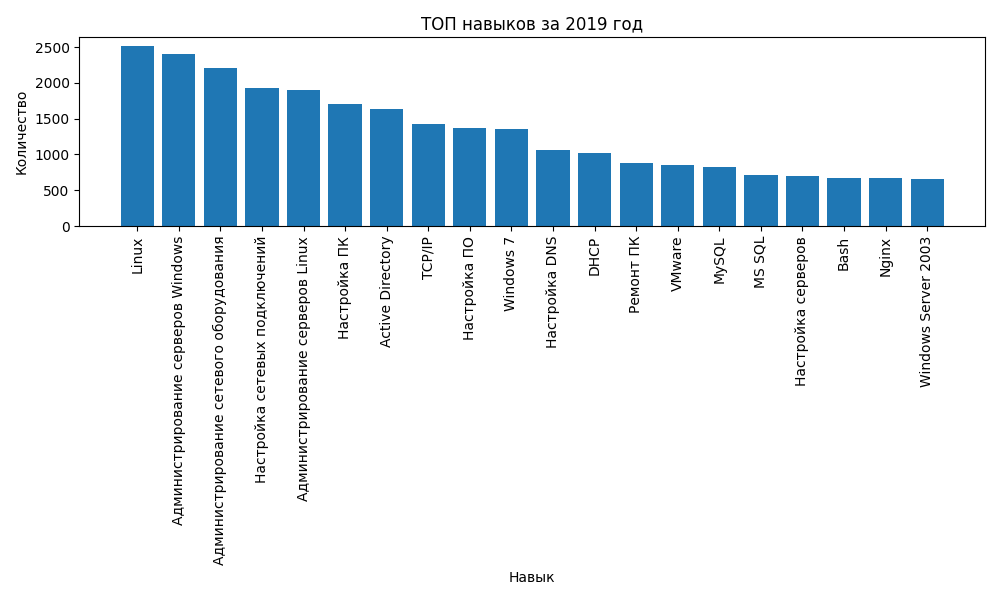 ТОП навыков за 2019 год
Количество
2500
2000
1500
1000
500
0
Linux
Администрирование серверов Windows
Администрирование сетевого оборудования
Настройка сетевых подключений
Администрирование серверов Linux
Настройка ПК
Active Directory
TCP/IP
Настройка ПО
Windows 7
Настройка DNS
DHCP
Ремонт ПК
VMware
MySQL
MS SQL
Настройка серверов
Bash
Nginx
Windows Server 2003
Навык